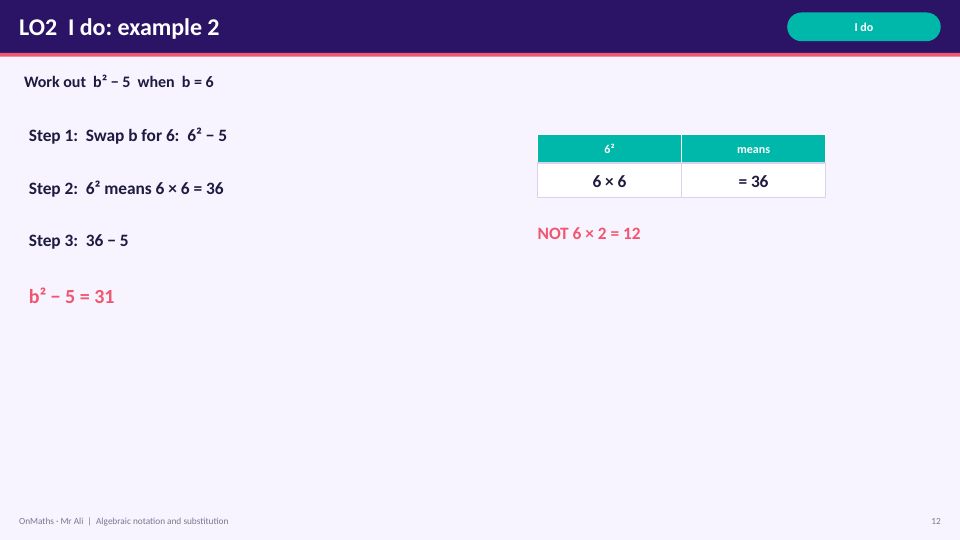 LO2  I do: example 2
I do
Work out  b² − 5  when  b = 6
Step 1:  Swap b for 6:  6² − 5
Step 2:  6² means 6 × 6 = 36
Step 3:  36 − 5
b² − 5 = 31
6²  means
6 × 6  = 36
NOT 6 × 2 = 12
OnMaths - Mr Ali  |  Algebraic notation and substitution
12